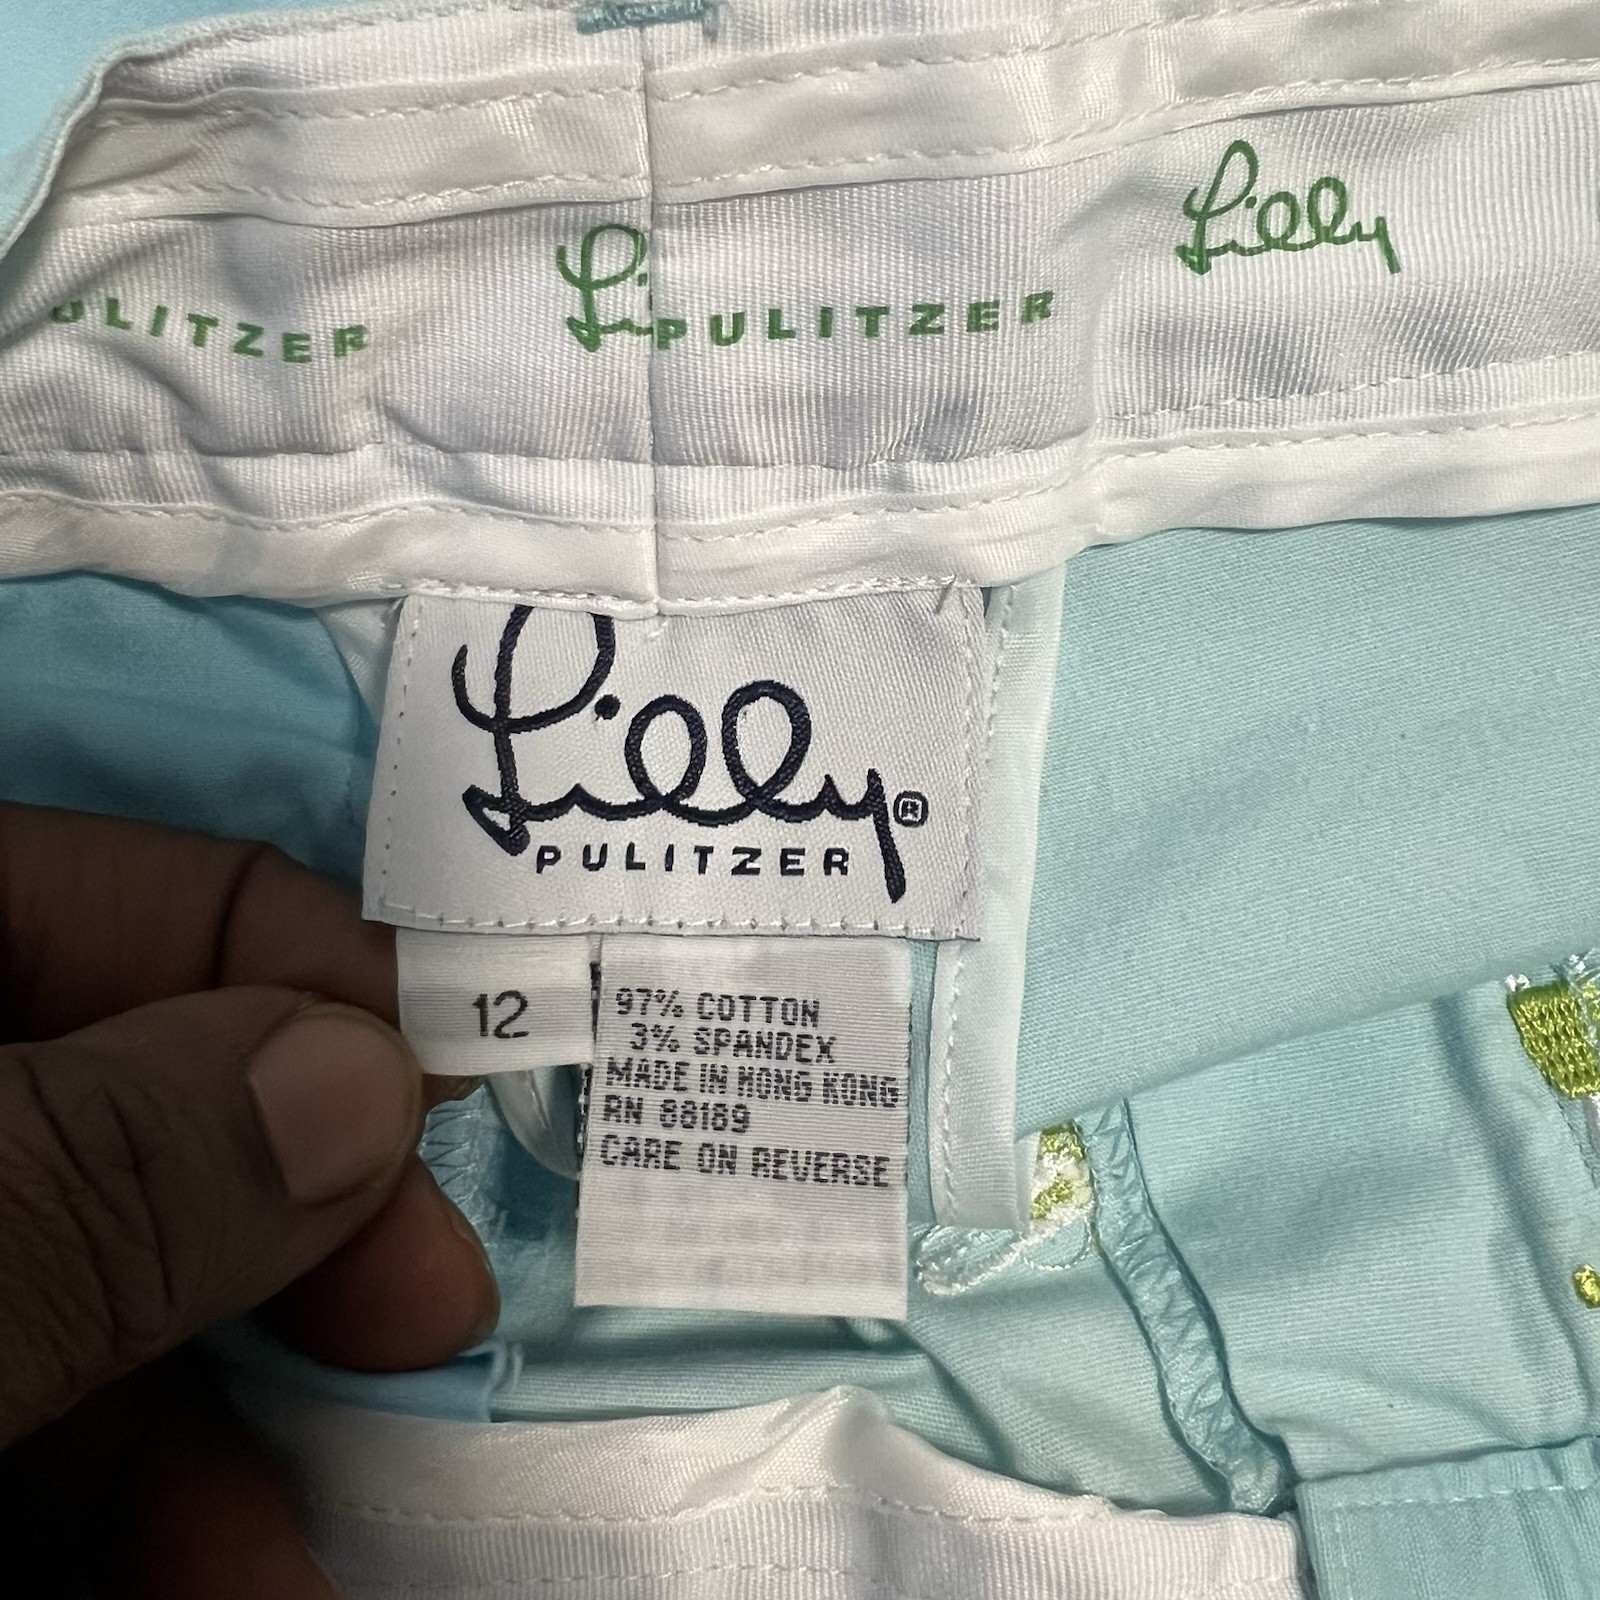 Lilly
ULITZER
Li
PULITZER
Lilly®
PULITZER
12
97% COTTON
3% SPANDEX
MADE IN HONG KONG
RN 88189
CARE ON REVERSE